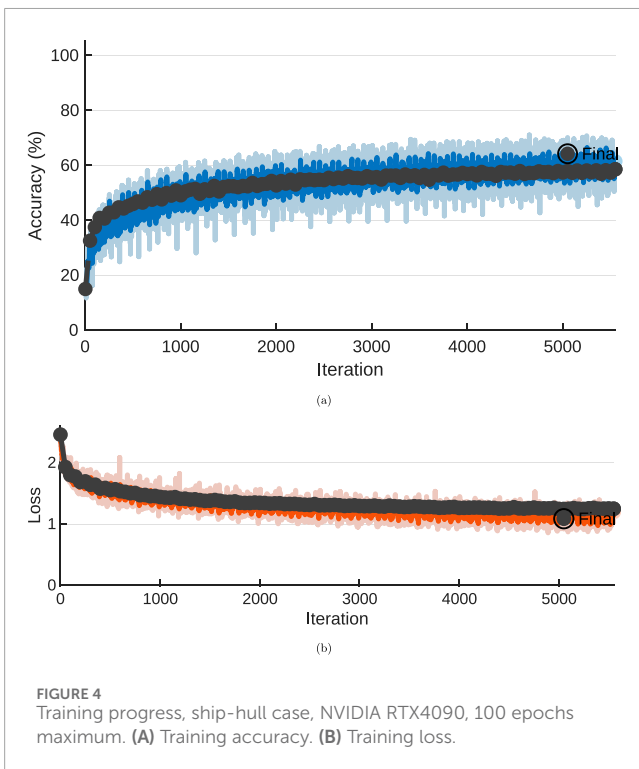 100
80
60
40
20
0
Accuracy (%)
Final
0 1000 2000 3000 4000 5000
Iteration
(a)
2
1
0
Loss
Final
0 1000 2000 3000 4000 5000
Iteration
(b)
FIGURE 4
Training progress, ship-hull case, NVIDIA RTX4090, 100 epochs
maximum. (A) Training accuracy. (B) Training loss.